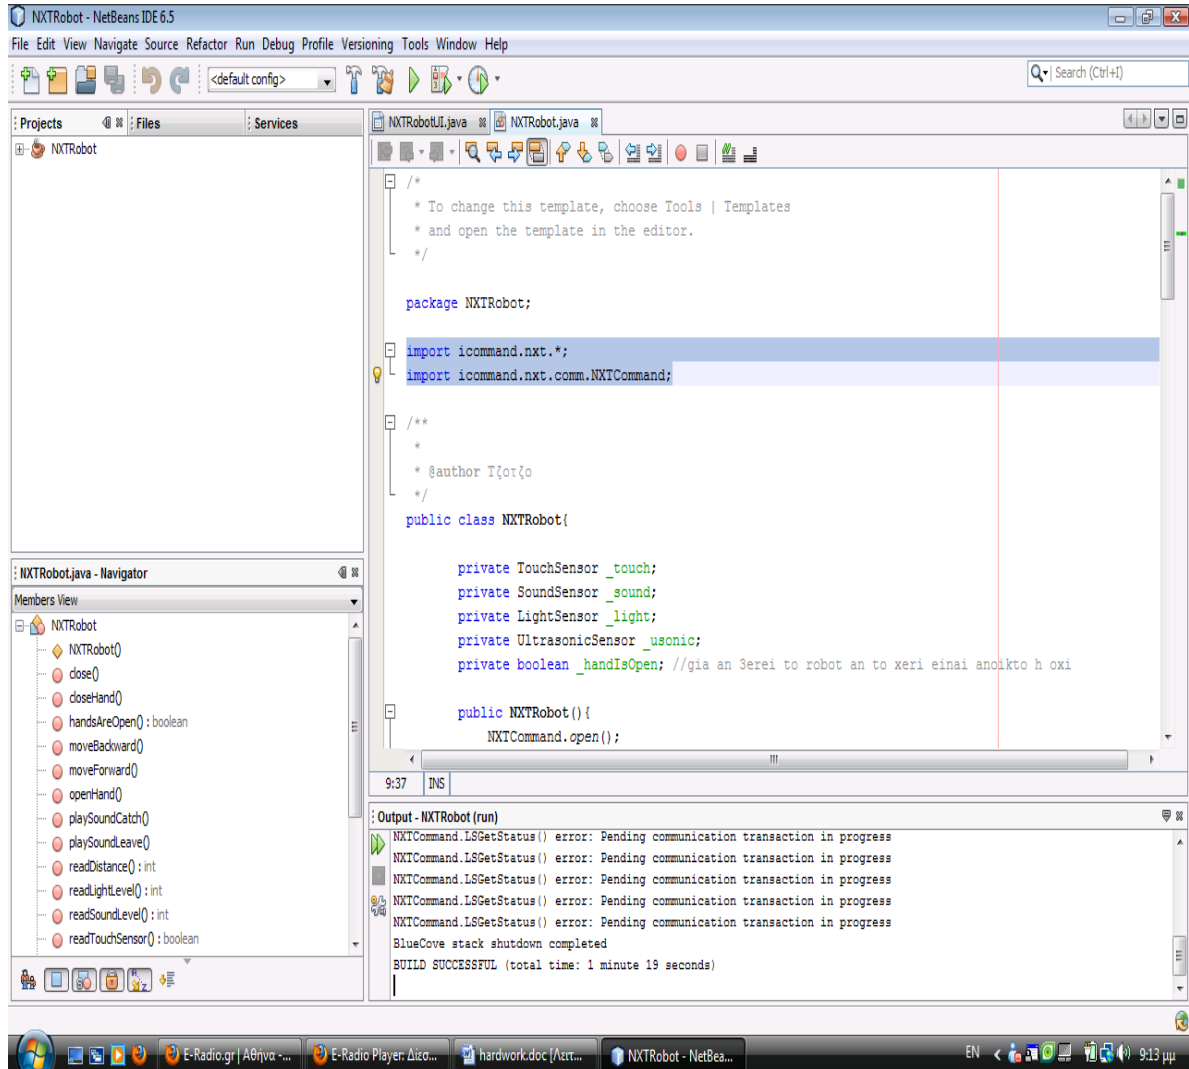 NXTRobot - NetBeans IDE 6.5
File Edit View Navigate Source Refactor Run Debug Profile Versioning Tools Window Help
<default config>
Search (Ctrl+I)
Projects
Files
Services
NXTRobot
NXTRobotUI.java
NXTRobot.java
/*
* To change this template, choose Tools | Templates
* and open the template in the editor.
*/
package NXTRobot;
import icommand.nxt.*;
import icommand.nxt.comm.NXTCommand;
/**
*
* @author Τζοτζο
*/
public class NXTRobot{
private TouchSensor _touch;
private SoundSensor _sound;
private LightSensor _light;
private UltrasonicSensor _usonic;
private boolean _handIsOpen; //gia an 3erei to robot an to xeri einai anoikto h oxi
public NXTRobot(){
NXTCommand.open();
9:37 INS
NXTRobot.java - Navigator
Members View
NXTRobot
NXTRobot()
close()
closeHand()
handsAreOpen() : boolean
moveBackward()
moveForward()
openHand()
playSoundCatch()
playSoundLeave()
readDistance() : int
readLightLevel() : int
readSoundLevel() : int
readTouchSensor() : boolean
Output - NXTRobot (run)
NXTCommand.LSGetStatus() error: Pending communication transaction in progress
NXTCommand.LSGetStatus() error: Pending communication transaction in progress
NXTCommand.LSGetStatus() error: Pending communication transaction in progress
NXTCommand.LSGetStatus() error: Pending communication transaction in progress
NXTCommand.LSGetStatus() error: Pending communication transaction in progress
BlueCove stack shutdown completed
BUILD SUCCESSFUL (total time: 1 minute 19 seconds)
E-Radio.gr | Αθήνα -...
E-Radio Player: Δίεσ...
hardwork.doc [Λειτ...
NXTRobot - NetBea...
EN
9:13 μμ